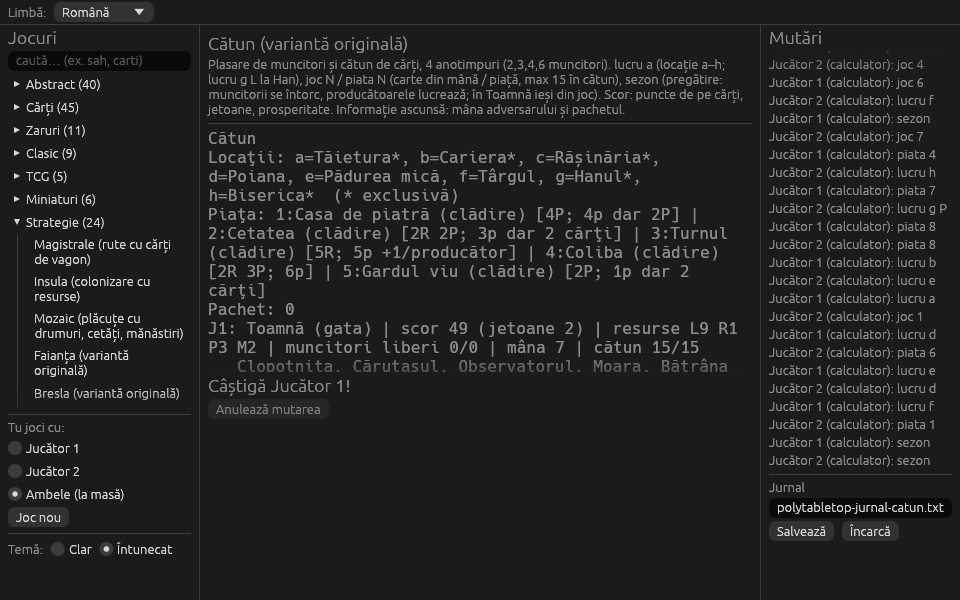 Limbă: Română
Jocuri
caută... (ex. sah, carti)
Abstract (40)
Cărți (45)
Zaruri (11)
Clasic (9)
TCG (5)
Miniaturi (6)
Strategie (24)
Magistrale (rute cu cărți
de vagon)
Insula (colonizare cu
resurse)
Mozaic (plăcuțe cu
drumuri, cetăți, mănăstiri)
Faianța (variantă
originală)
Bresla (variantă originală)
Tu joci cu:
Jucător 1
Jucător 2
Ambele (la masă)
Joc nou
Temă: Clar Întunecat
Cătun (variantă originală)
Plasare de muncitori și cătun de cărți, 4 anotimpuri (2,3,4,6 muncitori). lucru a (locație a–h;
lucru g L la Han), joc N / piata N (carte din mână / piață, max 15 în cătun), sezon (pregătire:
muncitorii se întorc, producătoarele lucrează; în Toamnă ieși din joc). Scor: puncte de pe cărți,
jetoane, prosperitate. Informație ascunsă: mâna adversarului și pachetul.
Cătun
Locaţii: a=Tăietura*, b=Cariera*, c=Rășinăria*,
d=Poiana, e=Pădurea mică, f=Târgul, g=Hanul*,
h=Biserica* (* exclusivă)
Piaţa: 1:Casa de piatră (clădire) [4P; 4p dar 2P] |
2:Cetatea (clădire) [2R 2P; 3p dar 2 cărţi] | 3:Turnul
(clădire) [5R; 5p +1/producător] | 4:Coliba (clădire)
[2R 3P; 6p] | 5:Gardul viu (clădire) [2P; 1p dar 2
cărţi]
Pachet: 0
J1: Toamnă (gata) | scor 49 (jetoane 2) | resurse L9 R1
P3 M2 | muncitori liberi 0/0 | mâna 7 | cătun 15/15
Clopotnița, Cărutașul, Observatorul, Moara, Bătrâna
Câștigă Jucător 1!
Anulează mutarea
Mutări
Jucător 2 (calculator): joc 4
Jucător 1 (calculator): joc 6
Jucător 2 (calculator): lucru f
Jucător 1 (calculator): sezon
Jucător 2 (calculator): joc 7
Jucător 1 (calculator): piata 4
Jucător 2 (calculator): lucru h
Jucător 1 (calculator): piata 7
Jucător 2 (calculator): lucru g P
Jucător 1 (calculator): piata 8
Jucător 2 (calculator): piata 8
Jucător 1 (calculator): lucru b
Jucător 2 (calculator): lucru e
Jucător 1 (calculator): lucru a
Jucător 2 (calculator): joc 1
Jucător 1 (calculator): lucru d
Jucător 2 (calculator): piata 6
Jucător 1 (calculator): lucru e
Jucător 2 (calculator): lucru d
Jucător 1 (calculator): lucru f
Jucător 2 (calculator): piata 1
Jucător 1 (calculator): sezon
Jucător 2 (calculator): sezon
Jurnal
polytabletop-jurnal-catun.txt
Salvează Încarcă